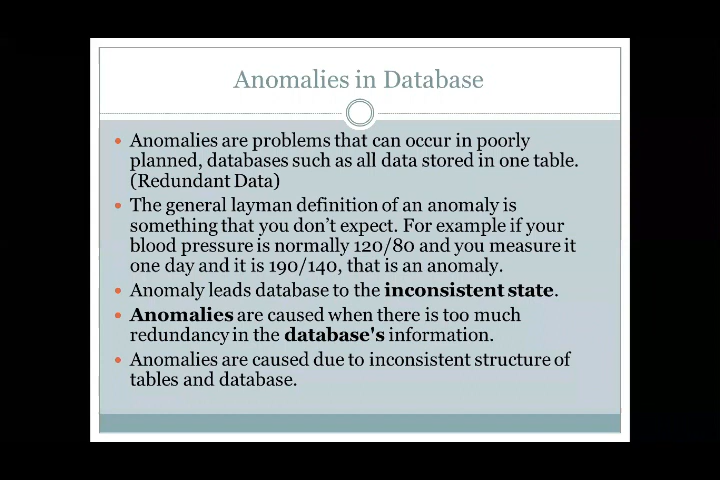 Anomalies in Database
• Anomalies are problems that can occur in poorly
planned, databases such as all data stored in one table.
(Redundant Data)
• The general layman definition of an anomaly is
something that you don't expect. For example if your
blood pressure is normally 120/80 and you measure it
one day and it is 190/140, that is an anomaly.
• Anomaly leads database to the inconsistent state.
• Anomalies are caused when there is too much
redundancy in the database's information.
• Anomalies are caused due to inconsistent structure of
tables and database.